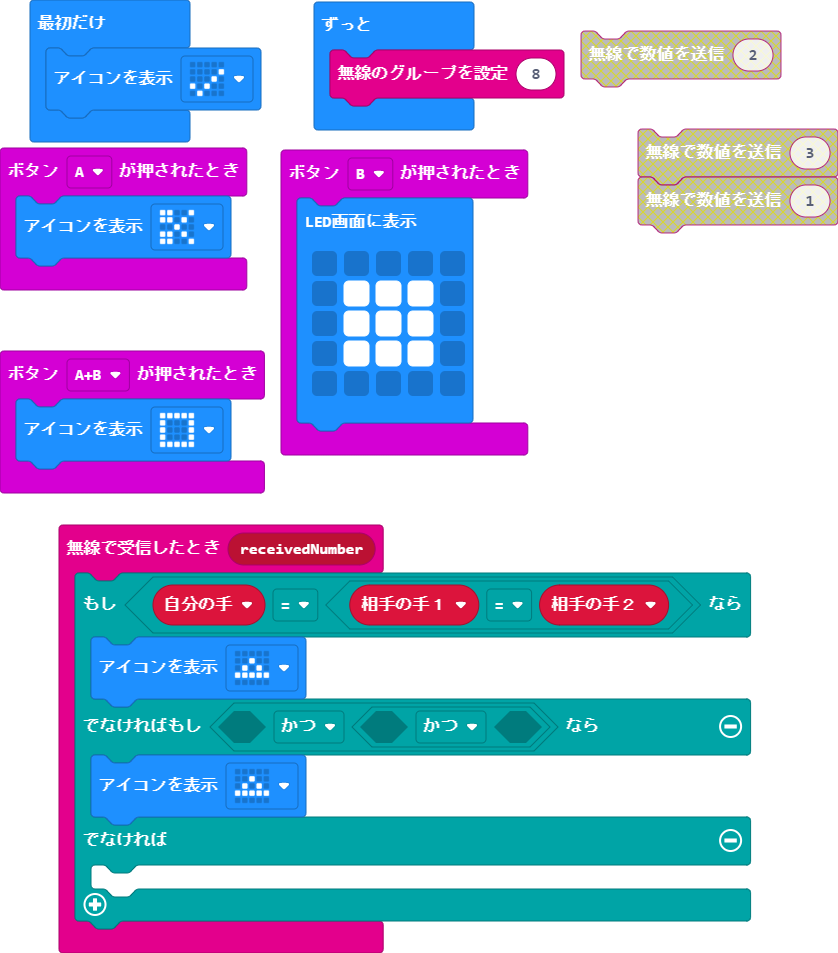 最初だけ
アイコンを表示
ずっと
無線のグループを設定 8
無線で数値を送信 2
無線で数値を送信 3
無線で数値を送信 1
ボタン A が押されたとき
アイコンを表示
ボタン B が押されたとき
LED画面に表示
ボタン A+B が押されたとき
アイコンを表示
無線で受信したとき receivedNumber
もし 自分の手 = 相手の手1 = 相手の手2 なら
アイコンを表示
でなければもし かつ かつ なら
アイコンを表示
でなければ